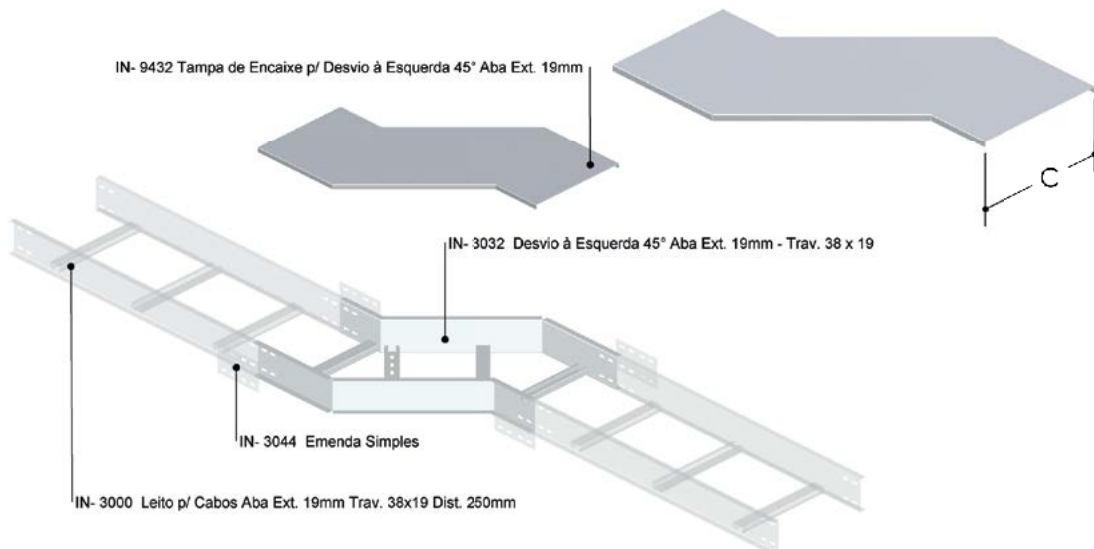 IN- 9432 Tampa de Encaixe p/ Desvio à Esquerda 45° Aba Ext. 19mm
C
IN- 3032 Desvio à Esquerda 45° Aba Ext. 19mm - Trav. 38 x 19
IN- 3044 Emenda Simples
IN- 3000 Leito p/ Cabos Aba Ext. 19mm Trav. 38x19 Dist. 250mm